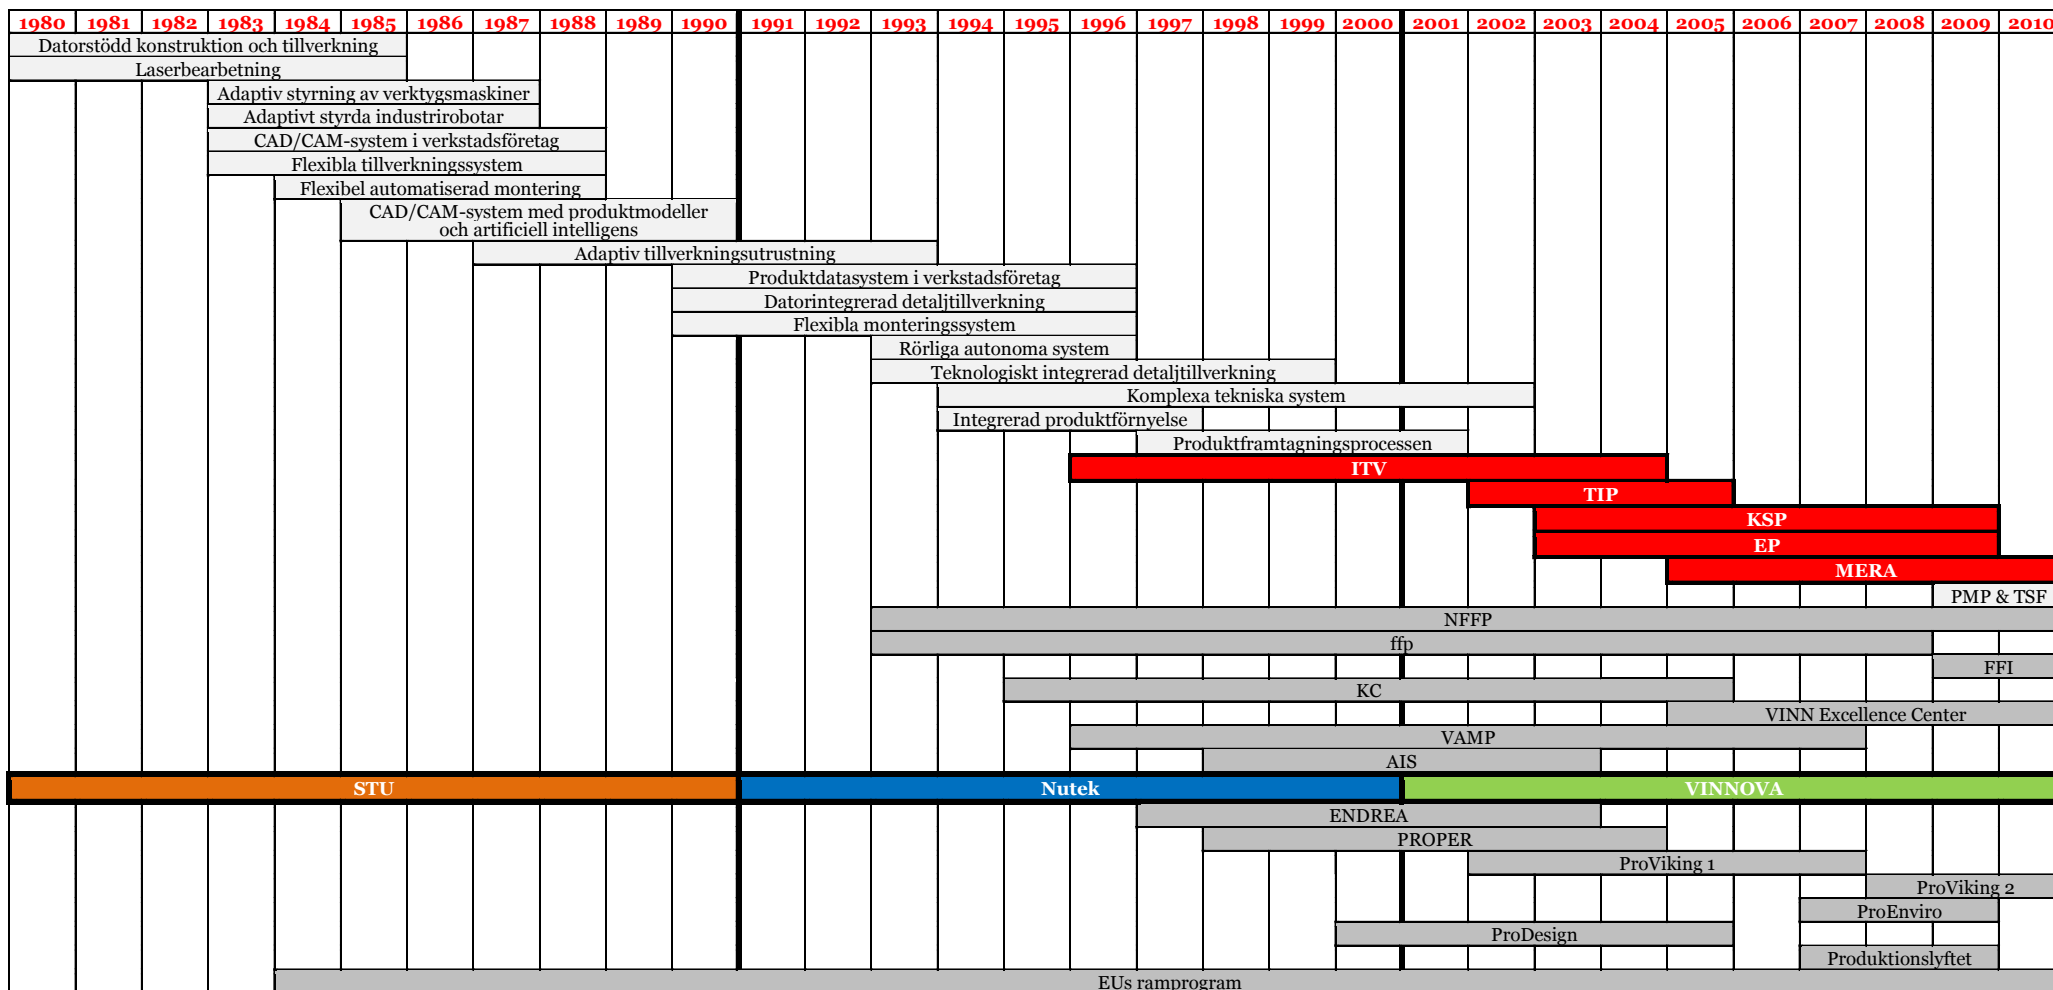 1980 1981 1982 1983 1984 1985 1986 1987 1988 1989 1990 1991 1992 1993 1994 1995 1996 1997 1998 1999 2000 2001 2002 2003 2004 2005 2006 2007 2008 2009 2010
Datorstödd konstruktion och tillverkning
Laserbearbetning
Adaptiv styrning av verktygsmaskiner
Adaptivt styrda industrirobotar
CAD/CAM-system i verkstadsföretag
Flexibla tillverkningssystem
Flexibel automatiserad montering
CAD/CAM-system med produktmodeller
och artificiell intelligens
Adaptiv tillverkningsutrustning
Produktdatasystem i verkstadsföretag
Datorintegrerad detaljtillverkning
Flexibla monteringssystem
Rörliga autonoma system
Teknologiskt integrerad detaljtillverkning
Komplexa tekniska system
Integrerad produktförnyelse
Produktframtagningsprocessen
ITV
TIP
KSP
EP
MERA
PMP & TSF
NFFP
ffp
FFI
KC
VINN Excellence Center
VAMP
AIS
STU Nutek VINNOVA
ENDREA
PROPER
ProViking 1
ProViking 2
ProEnviro
ProDesign
Produktionslyftet
EUs ramprogram